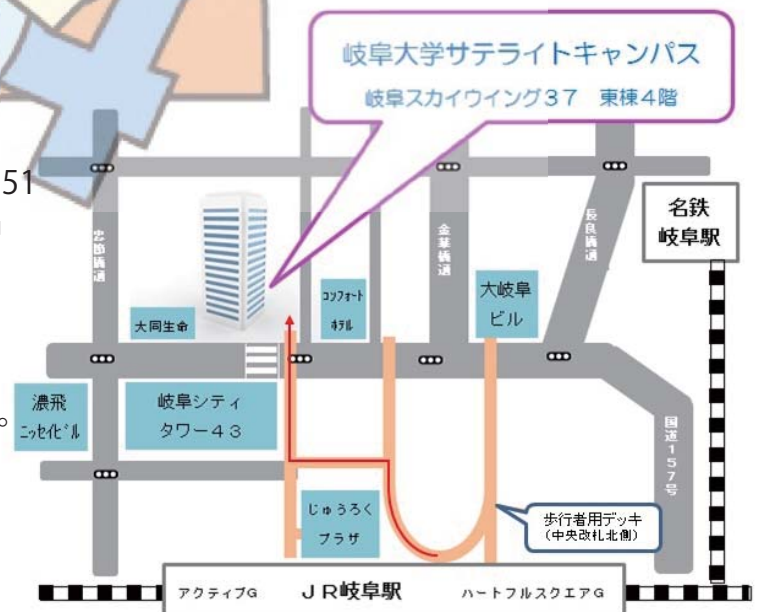 岐阜大学サテライトキャンパス
岐阜スカイウイング37 東棟4階
51
名鉄
岐阜駅
忠節橋通
金華橋通
長良橋通
コンフォート
ホテル
大岐阜
ビル
大同生命
濃飛
ニッセイビル
岐阜シティ
タワー43
。
国道157号
じゅうろく
プラザ
歩行者用デッキ
(中央改札北側)
アクティブG
JR岐阜駅
ハートフルスクエアG